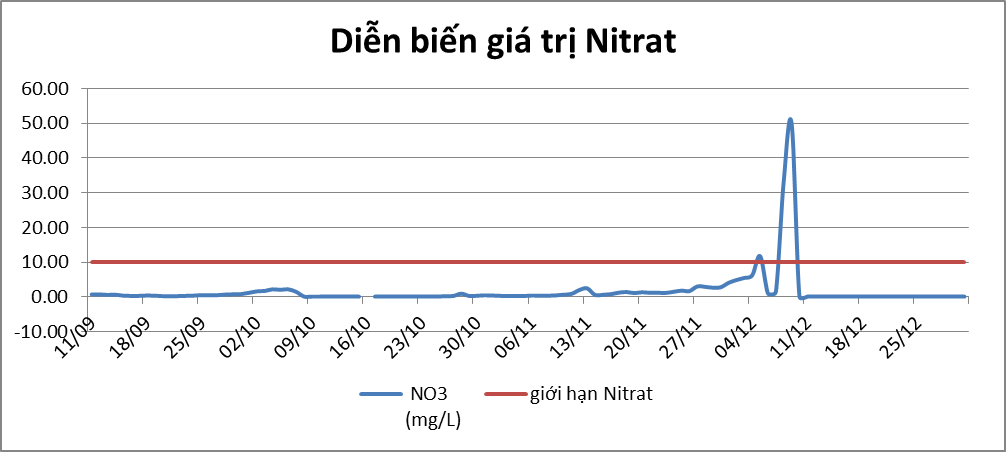 Diễn biến giá trị Nitrat
60.00
50.00
40.00
30.00
20.00
10.00
0.00
-10.00
11/09 18/09 25/09 02/10 09/10 16/10 23/10 30/10 06/11 13/11 20/11 27/11 04/12 11/12 18/12 25/12
NO3 giới hạn Nitrat
(mg/L)